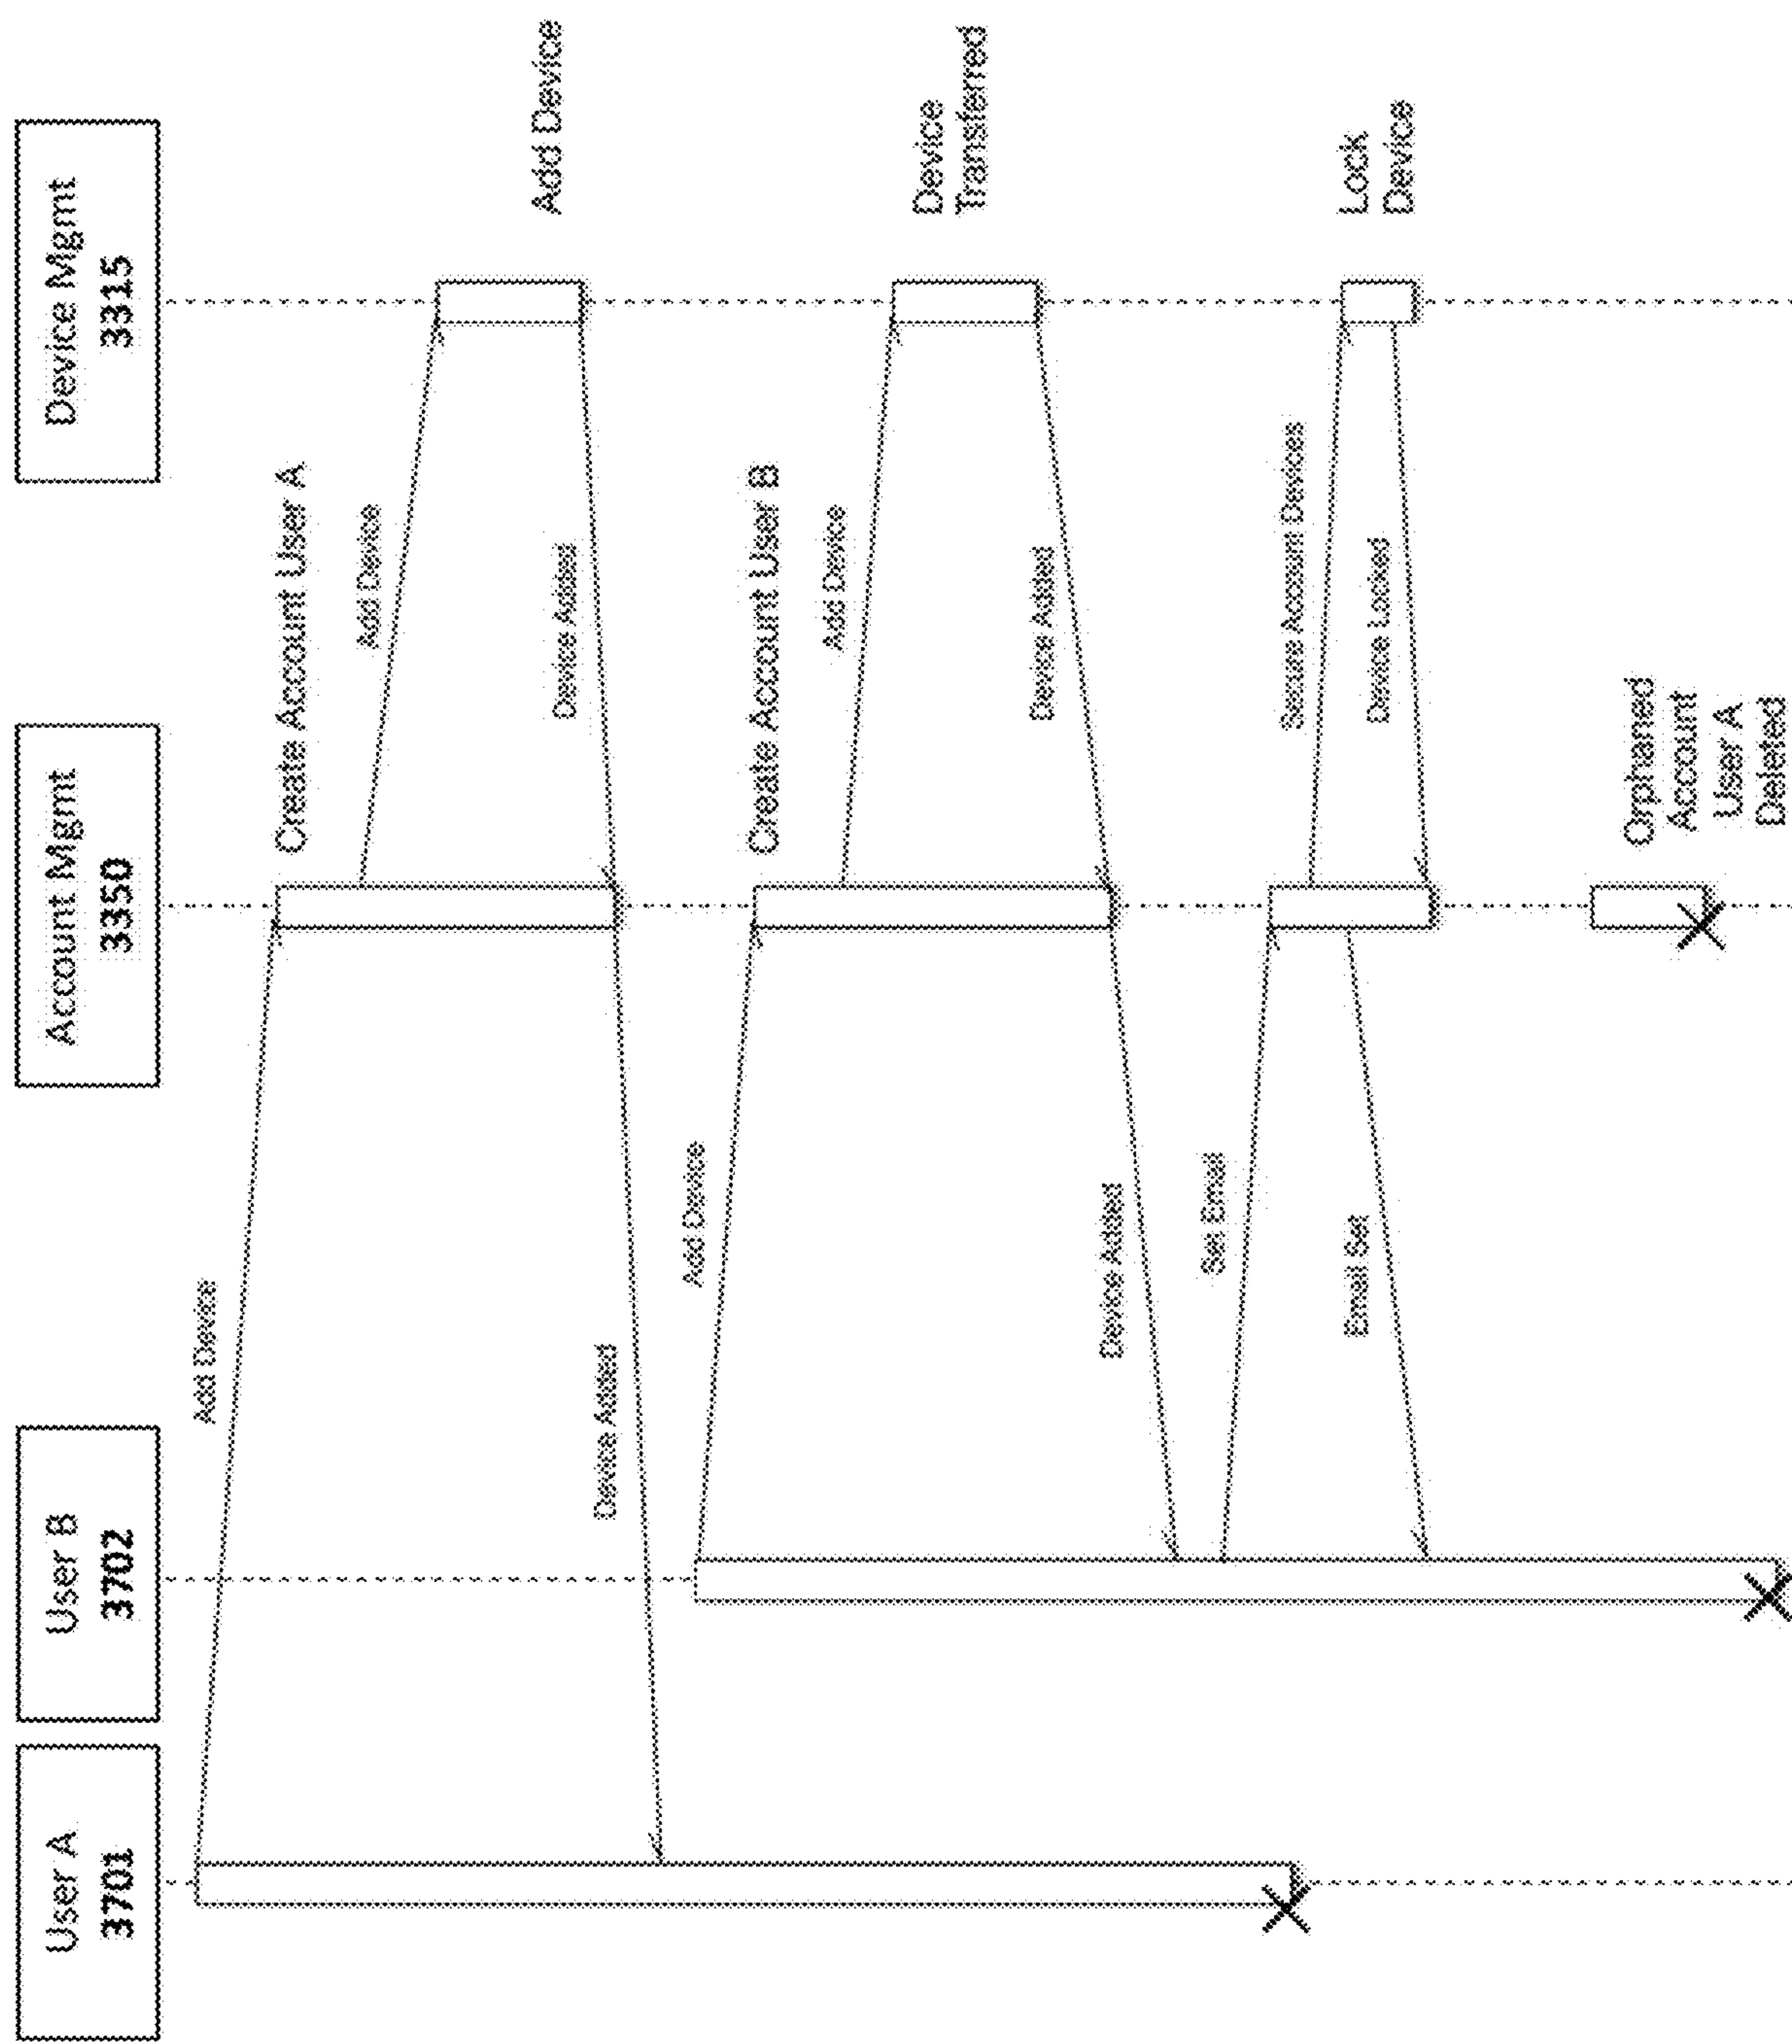 User A
3701
User B
3702
Account Mgmt
3350
Device Mgmt
3315
Add Device
Create Account User A
Add Device
Add Device
Device Added
Device Added
Add Device
Create Account User B
Add Device
Device
Transferred
Device Added
Device Added
Set Email
Secure Account Devices
Lock
Device
Email Set
Device Locked
Orphaned
Account
User A
Deleted